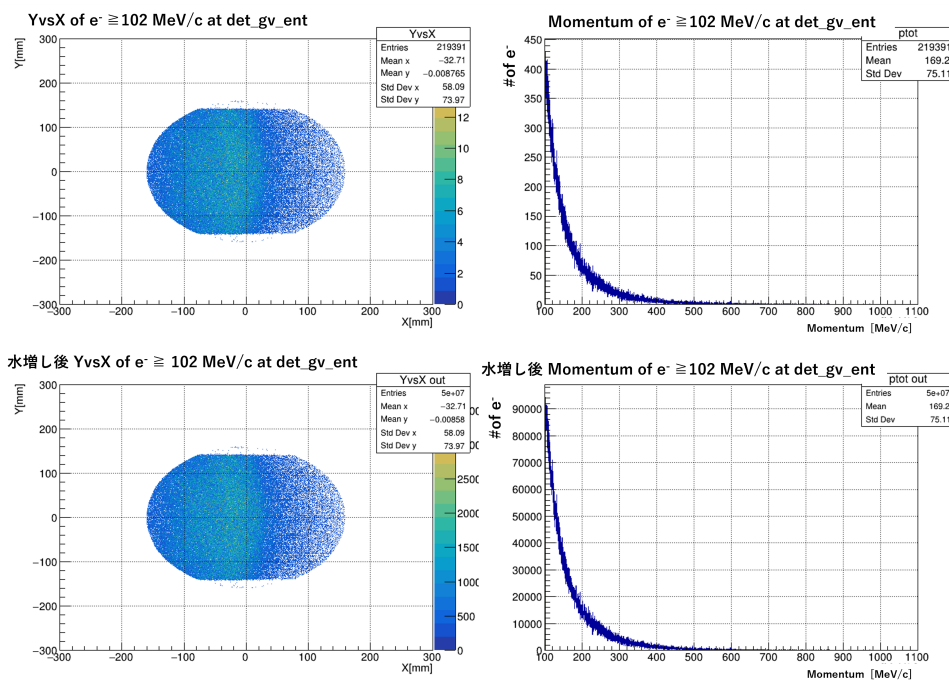 YvsX of e⁻ ≧102 MeV/c at det_gv_ent
YvsX
Entries 219391
Mean x −32.71
Mean y −0.008765
Std Dev x 58.09
Std Dev y 73.97
Y[mm]
300
200
100
0
−100
−200
−300
−300 −200 −100 0 100 200 300
X[mm]
12
10
8
6
4
2
0
Momentum of e⁻ ≧102 MeV/c at det_gv_ent
ptot
Entries 219391
Mean 169.2
Std Dev 75.11
#of e⁻
450
400
350
300
250
200
150
100
50
0
100 200 300 400 500 600 700 800 900 1000 1100
Momentum [MeV/c]
水増し後 YvsX of e⁻ ≧ 102 MeV/c at det_gv_ent
YvsX out
Entries 5e+07
Mean x −32.71
Mean y −0.00858
Std Dev x 58.09
Std Dev y 73.97
Y[mm]
300
200
100
0
−100
−200
−300
−300 −200 −100 0 100 200 300
X[mm]
2500
2000
1500
1000
500
0
水増し後 Momentum of e⁻ ≧102 MeV/c at det_gv_ent
ptot out
Entries 5e+07
Mean 169.2
Std Dev 75.11
#of e⁻
90000
80000
70000
60000
50000
40000
30000
20000
10000
0
100 200 300 400 500 600 700 800 900 1000 1100
Momentum [MeV/c]